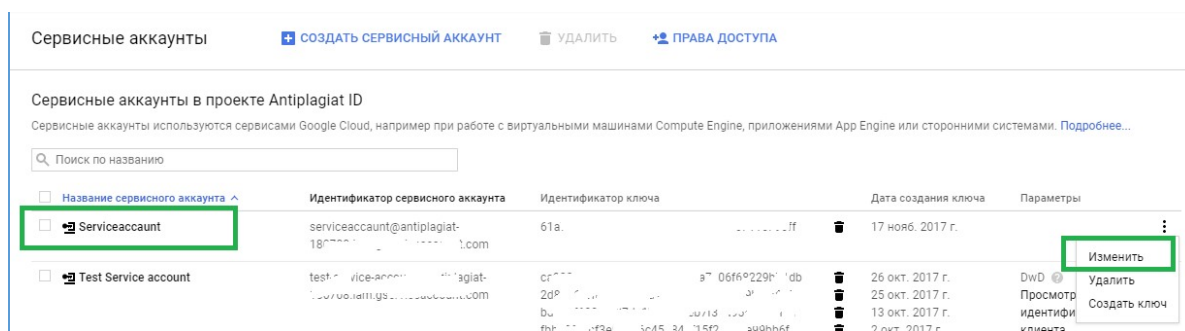 Сервисные аккаунты СОЗДАТЬ СЕРВИСНЫЙ АККАУНТ УДАЛИТЬ ПРАВА ДОСТУПА
Сервисные аккаунты в проекте Antiplagiat ID
Сервисные аккаунты используются сервисами Google Cloud, например при работе с виртуальными машинами Compute Engine, приложениями App Engine или сторонними системами. Подробнее...
Поиск по названию
Название сервисного аккаунта Идентификатор сервисного аккаунта Идентификатор ключа Дата создания ключа Параметры
Serviceaccaunt serviceaccaunt@antiplagiat- 61a. ff 17 нояб. 2017 г.
.com
Изменить
Test Service account 26 окт. 2017 г. DwD
Удалить
25 окт. 2017 г. Просмотр
Создать ключ
13 окт. 2017 г. идентифи
2 окт. 2017 г. клиента